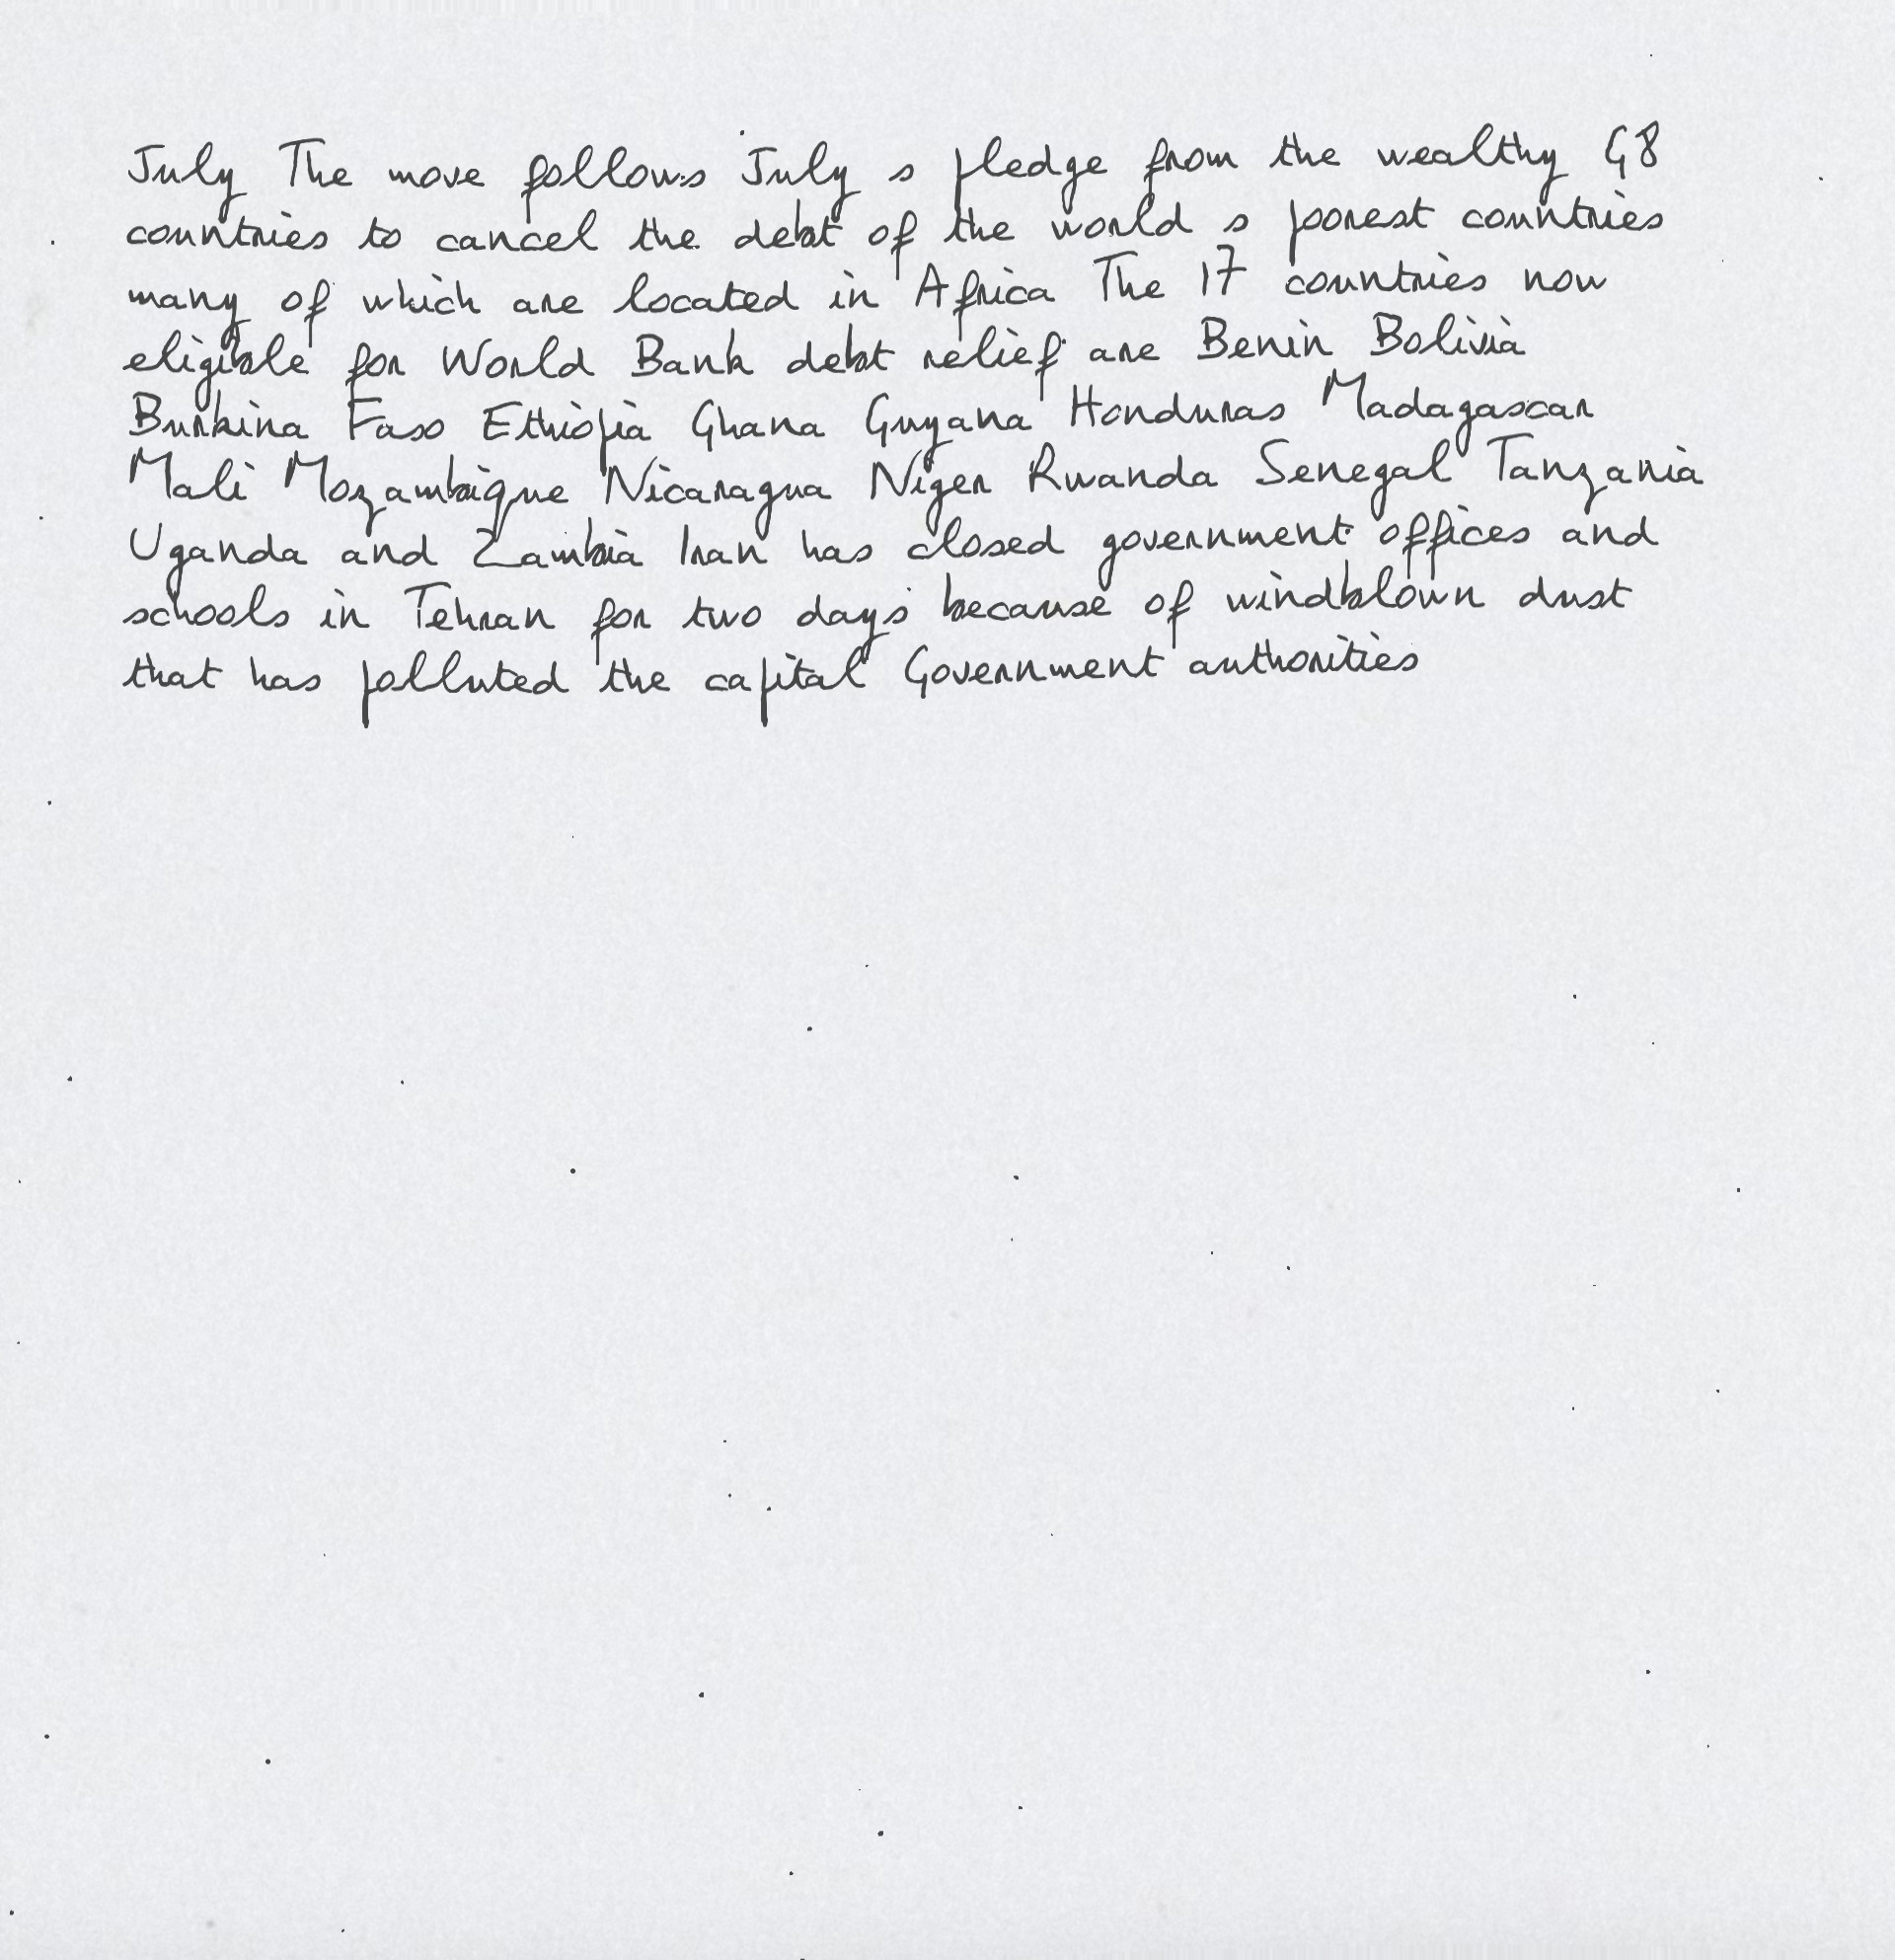 July The move follows July s pledge from the wealthy G8
countries to cancel the debt of the world s poorest countries
many of which are located in Africa The 17 countries now
eligible for World Bank debt relief are Benin Bolivia
Burkina Faso Ethiopia Ghana Guyana Honduras Madagascar
Mali Mozambique Nicaragua Niger Rwanda Senegal Tanzania
Uganda and Zambia Iran has closed government offices and
schools in Tehran for two days because of windblown dust
that has polluted the capital Government authorities